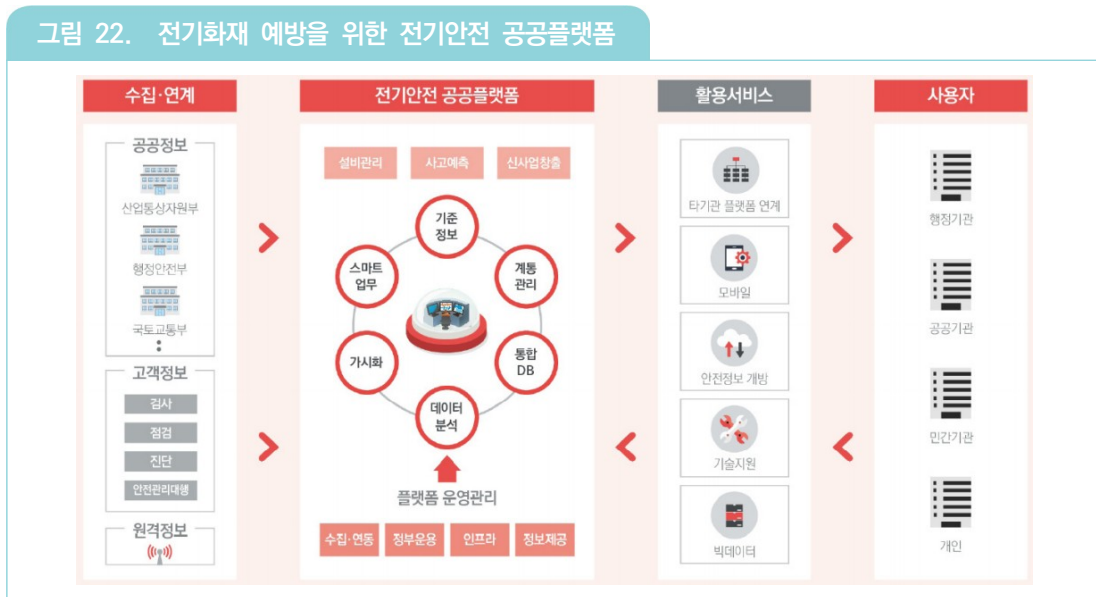 그림 22. 전기화재 예방을 위한 전기안전 공공플랫폼
수집·연계
공공정보
산업통상자원부
행정안전부
국토교통부
고객정보
검사
점검
진단
안전관리대행
원격정보
전기안전 공공플랫폼
설비관리
사고예측
신사업창출
기준
정보
스마트
업무
계통
관리
가시화
통합
DB
데이터
분석
플랫폼 운영관리
수집·연동
정부운용
인프라
정보제공
활용서비스
타기관 플랫폼 연계
모바일
안전정보 개방
기술지원
빅데이터
사용자
행정기관
공공기관
민간기관
개인